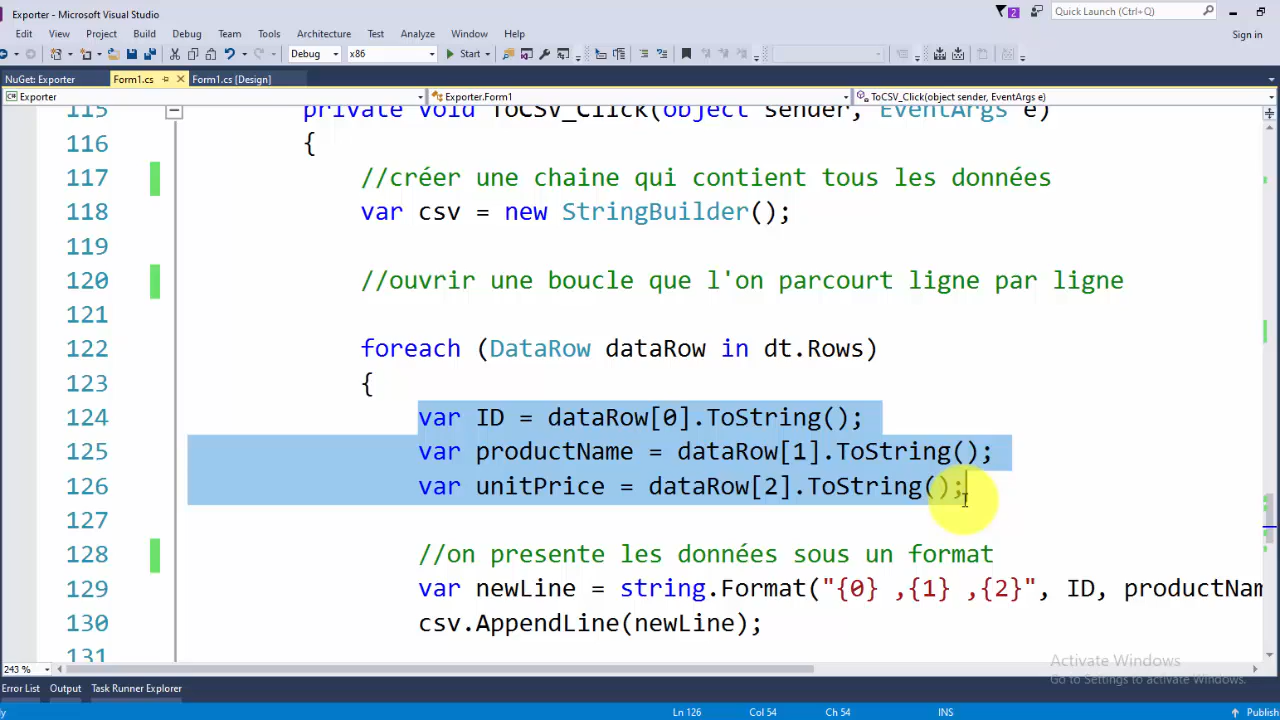 Exporter - Microsoft Visual Studio
2
Quick Launch (Ctrl+Q)
Edit View Project Build Debug Team Tools Architecture Test Analyze Window Help
Sign in
Debug x86 Start
NuGet: Exporter Form1.cs Form1.cs [Design]
Exporter Exporter.Form1 ToCSV_Click(object sender, EventArgs e)
115 private void ToCSV_Click(object sender, EventArgs e)
116 {
117 //créer une chaine qui contient tous les données
118 var csv = new StringBuilder();
119
120 //ouvrir une boucle que l'on parcourt ligne par ligne
121
122 foreach (DataRow dataRow in dt.Rows)
123 {
124 var ID = dataRow[0].ToString();
125 var productName = dataRow[1].ToString();
126 var unitPrice = dataRow[2].ToString();
127
128 //on presente les données sous un format
129 var newLine = string.Format("{0} ,{1} ,{2}", ID, productNam
130 csv.AppendLine(newLine);
131
243 %
Activate Windows
Go to Settings to activate Windows.
Error List Output Task Runner Explorer
Ln 126 Col 54 Ch 54 INS Publish